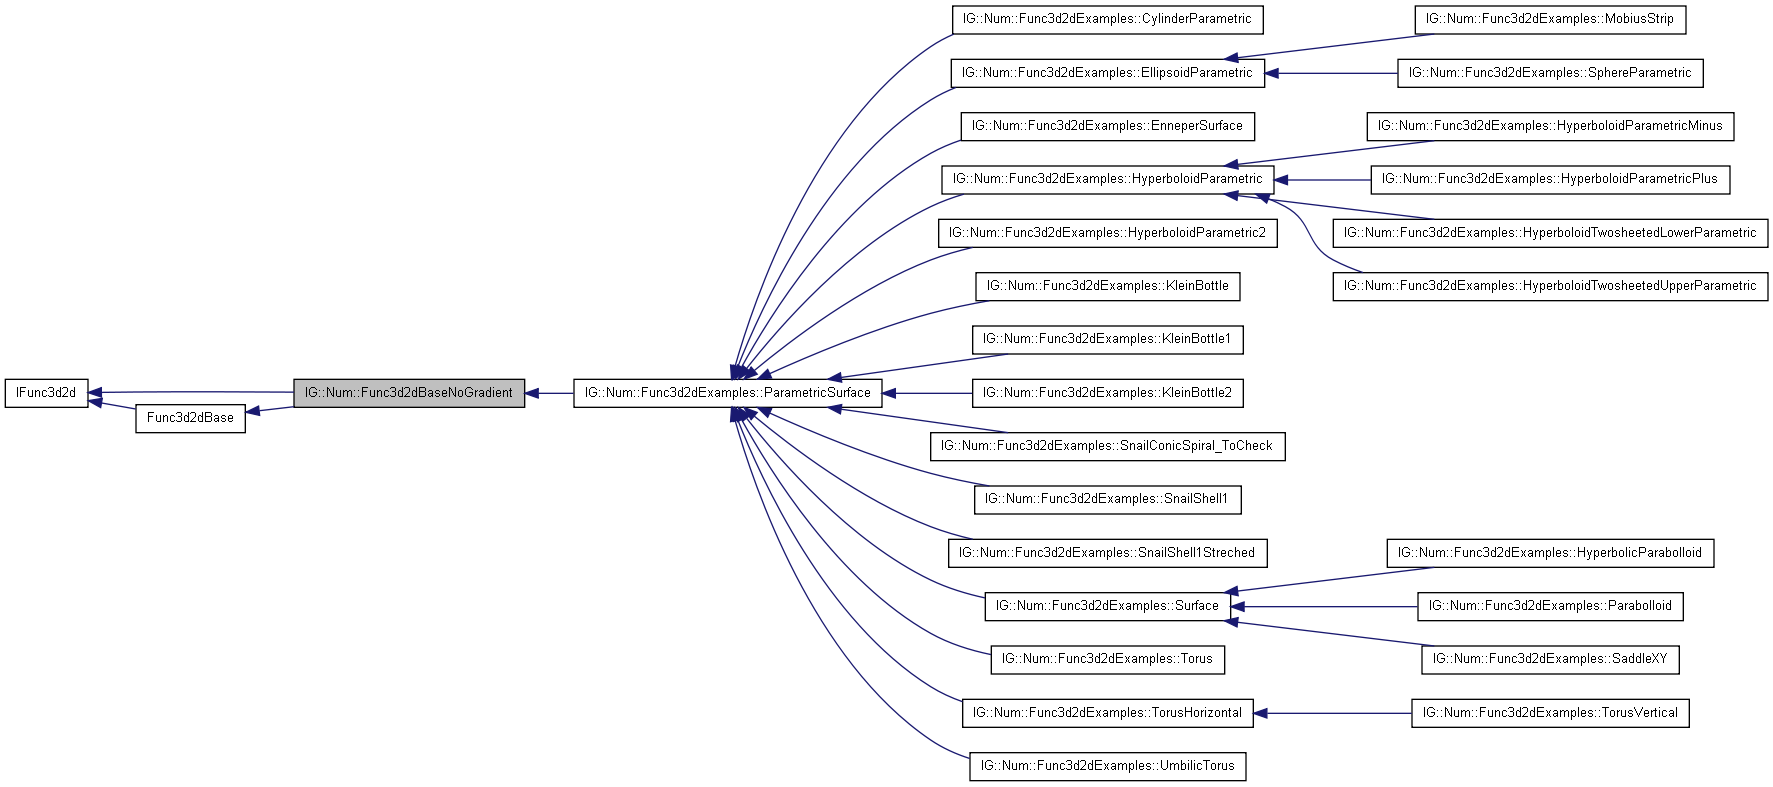 IFunc3d2d
Func3d2dBase
IG::Num::Func3d2dBaseNoGradient
IG::Num::Func3d2dExamples::ParametricSurface
IG::Num::Func3d2dExamples::CylinderParametric
IG::Num::Func3d2dExamples::EllipsoidParametric
IG::Num::Func3d2dExamples::EnneperSurface
IG::Num::Func3d2dExamples::HyperboloidParametric
IG::Num::Func3d2dExamples::HyperboloidParametric2
IG::Num::Func3d2dExamples::KleinBottle
IG::Num::Func3d2dExamples::KleinBottle1
IG::Num::Func3d2dExamples::KleinBottle2
IG::Num::Func3d2dExamples::SnailConicSpiral_ToCheck
IG::Num::Func3d2dExamples::SnailShell1
IG::Num::Func3d2dExamples::SnailShell1Streched
IG::Num::Func3d2dExamples::Surface
IG::Num::Func3d2dExamples::Torus
IG::Num::Func3d2dExamples::TorusHorizontal
IG::Num::Func3d2dExamples::UmbilicTorus
IG::Num::Func3d2dExamples::MobiusStrip
IG::Num::Func3d2dExamples::SphereParametric
IG::Num::Func3d2dExamples::HyperboloidParametricMinus
IG::Num::Func3d2dExamples::HyperboloidParametricPlus
IG::Num::Func3d2dExamples::HyperboloidTwosheetedLowerParametric
IG::Num::Func3d2dExamples::HyperboloidTwosheetedUpperParametric
IG::Num::Func3d2dExamples::HyperbolicParabolloid
IG::Num::Func3d2dExamples::Parabolloid
IG::Num::Func3d2dExamples::SaddleXY
IG::Num::Func3d2dExamples::TorusVertical